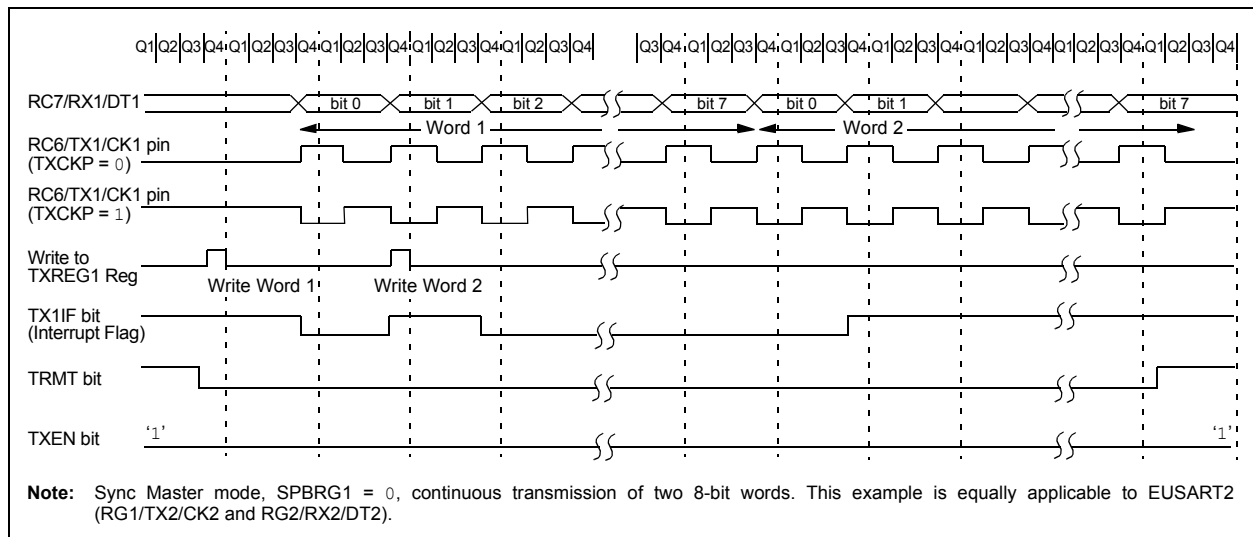 Q1 Q2 Q3 Q4 Q1 Q2 Q3 Q4 Q1 Q2 Q3 Q4 Q1 Q2 Q3 Q4 Q1 Q2 Q3 Q4 Q3 Q4 Q1 Q2 Q3 Q4 Q1 Q2 Q3 Q4 Q1 Q2 Q3 Q4 Q1 Q2 Q3 Q4 Q1 Q2 Q3 Q4 Q1 Q2 Q3 Q4
RC7/RX1/DT1 bit 0 bit 1 bit 2 bit 7 bit 0 bit 1 bit 7
Word 1 Word 2
RC6/TX1/CK1 pin
(TXCKP = 0)
RC6/TX1/CK1 pin
(TXCKP = 1)
Write to
TXREG1 Reg
Write Word 1 Write Word 2
TX1IF bit
(Interrupt Flag)
TRMT bit
TXEN bit ‘1’ ‘1’
Note: Sync Master mode, SPBRG1 = 0, continuous transmission of two 8-bit words. This example is equally applicable to EUSART2
(RG1/TX2/CK2 and RG2/RX2/DT2).